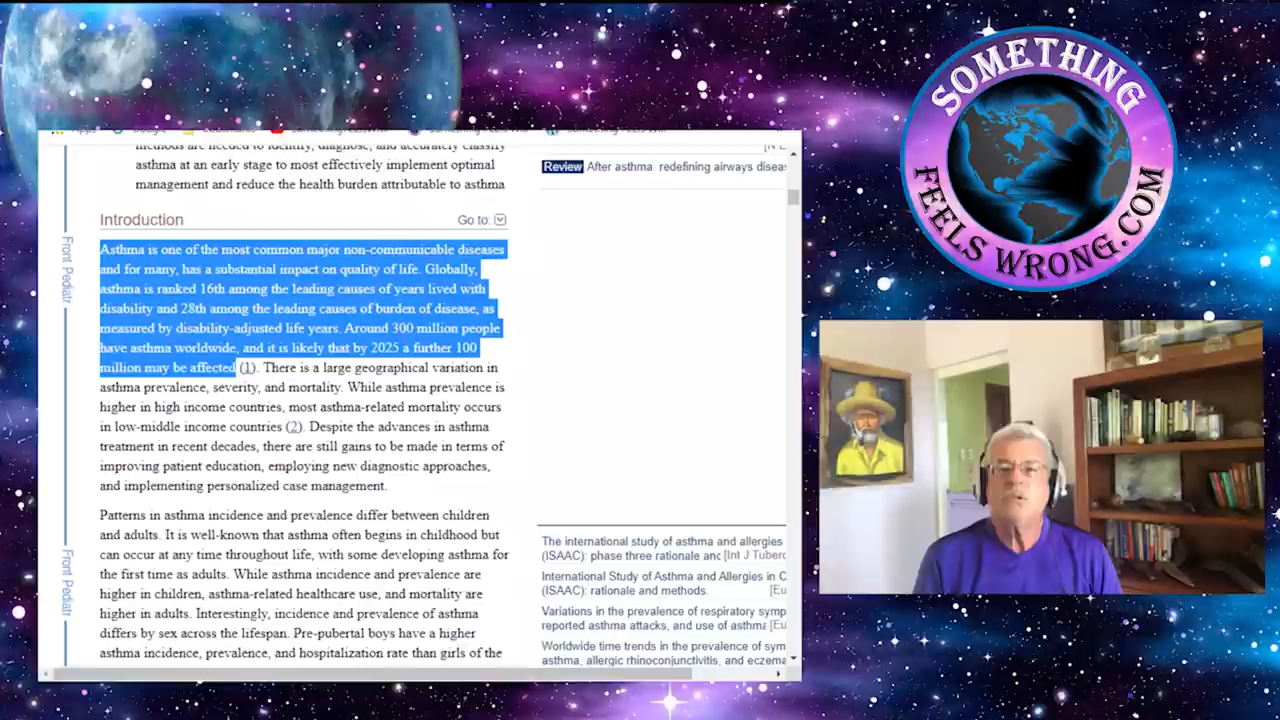 asthma at an early stage to most effectively implement optimal
management and reduce the health burden attributable to asthma
Introduction
Go to:
Front Pediatr
Asthma is one of the most common major non-communicable diseases
and for many, has a substantial impact on quality of life. Globally,
asthma is ranked 16th among the leading causes of years lived with
disability and 28th among the leading causes of burden of disease, as
measured by disability-adjusted life years. Around 300 million people
have asthma worldwide, and it is likely that by 2025 a further 100
million may be affected (1). There is a large geographical variation in
asthma prevalence, severity, and mortality. While asthma prevalence is
higher in high income countries, most asthma-related mortality occurs
in low-middle income countries (2). Despite the advances in asthma
treatment in recent decades, there are still gains to be made in terms of
improving patient education, employing new diagnostic approaches,
and implementing personalized case management.
Patterns in asthma incidence and prevalence differ between children
and adults. It is well-known that asthma often begins in childhood but
can occur at any time throughout life, with some developing asthma for
the first time as adults. While asthma incidence and prevalence are
higher in children, asthma-related healthcare use, and mortality are
higher in adults. Interestingly, incidence and prevalence of asthma
differs by sex across the lifespan. Pre-pubertal boys have a higher
asthma incidence, prevalence, and hospitalization rate than girls of the
Front Pediatr
Review After asthma redefining airways
The international study of asthma and allergies
(ISAAC): phase three rationale and [Int J
International Study of Asthma and Allergies in
(ISAAC): rationale and methods.
Variations in the prevalence of respiratory
reported asthma attacks, and use of
Worldwide time trends in the prevalence of
asthma, allergic rhinoconjunctivitis, and eczema
SOMETHING
FEELS WRONG.COM